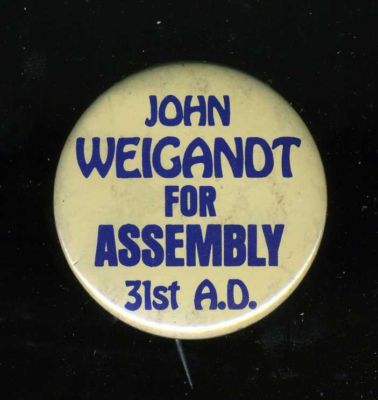 JOHN
WEIGANDT
FOR
ASSEMBLY
31st A.D.